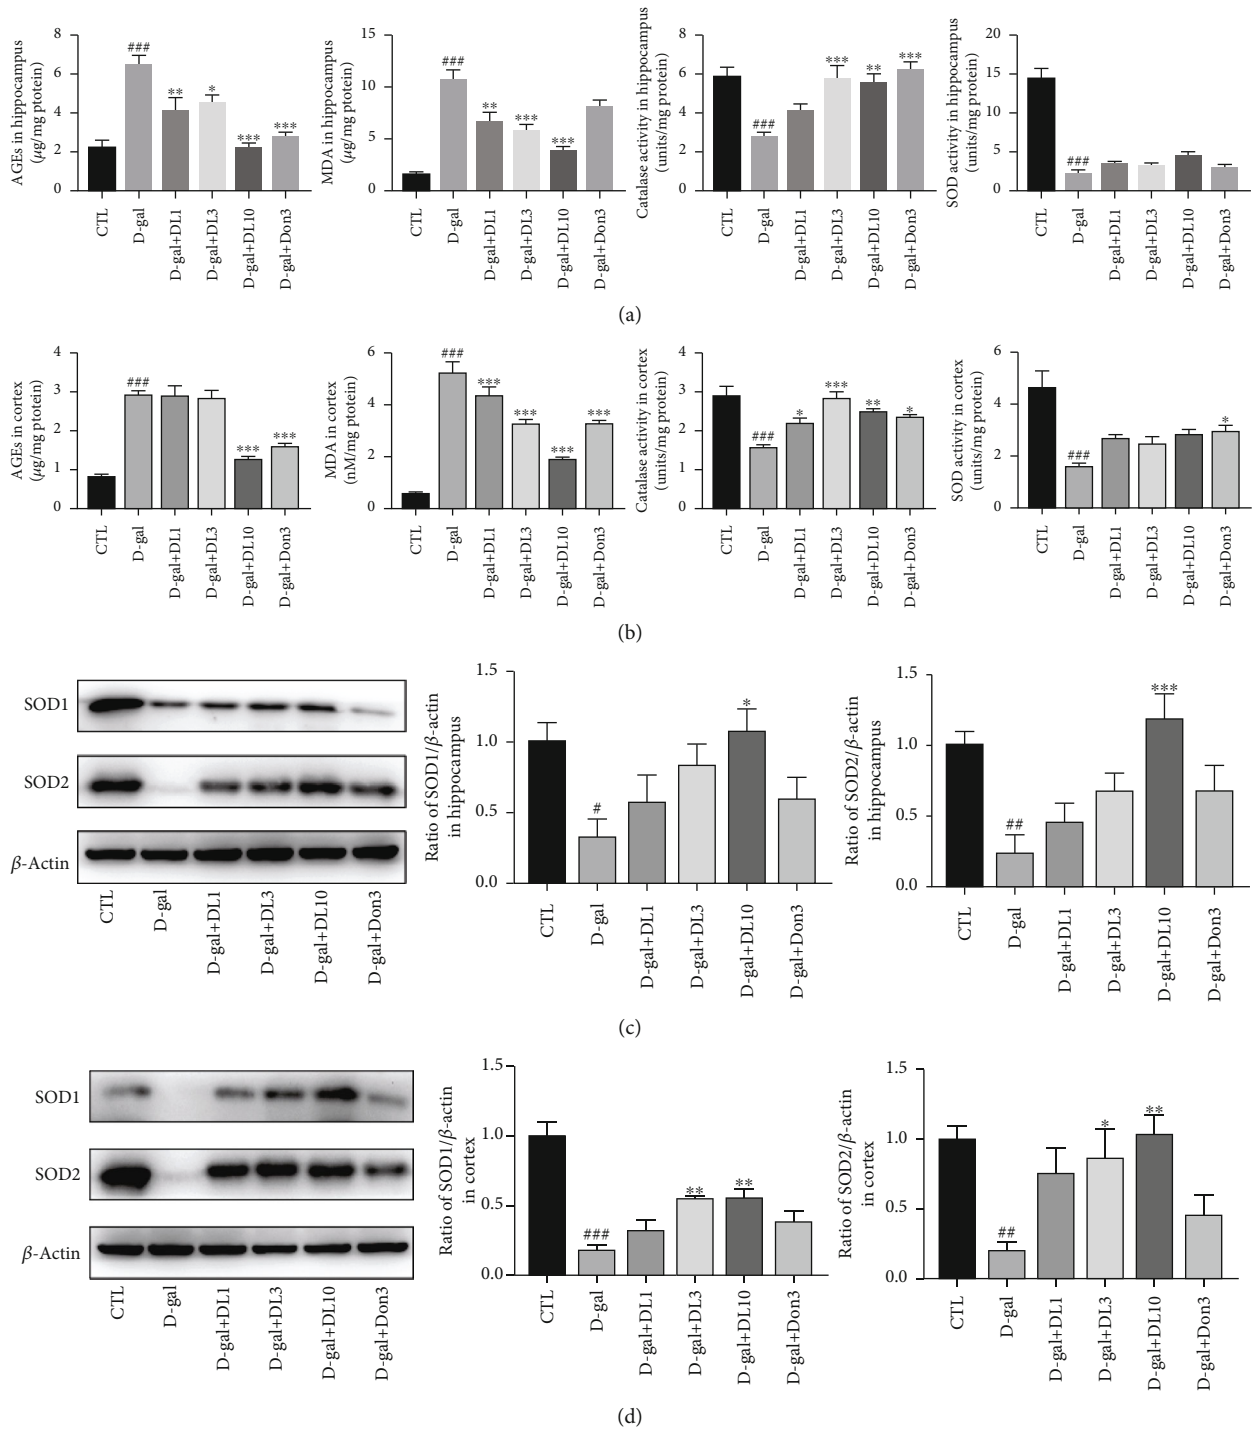 AGEs in hippocampus
(μg/mg ptotein)
8
6
4
2
0
###
**
*
***
***
CTL
D-gal
D-gal+DL1
D-gal+DL3
D-gal+DL10
D-gal+Don3
MDA in hippocampus
(μg/mg ptotein)
15
10
5
0
###
**
***
***
CTL
D-gal
D-gal+DL1
D-gal+DL3
D-gal+DL10
D-gal+Don3
Catalase activity in hippocampus
(units/mg protein)
8
6
4
2
0
###
***
**
***
CTL
D-gal
D-gal+DL1
D-gal+DL3
D-gal+DL10
D-gal+Don3
SOD activity in hippocampus
(units/mg protein)
20
15
10
5
0
###
CTL
D-gal
D-gal+DL1
D-gal+DL3
D-gal+DL10
D-gal+Don3
(a)
AGEs in cortex
(μg/mg ptotein)
4
3
2
1
0
###
***
***
CTL
D-gal
D-gal+DL1
D-gal+DL3
D-gal+DL10
D-gal+Don3
MDA in cortex
(nM/mg ptotein)
6
4
2
0
###
***
***
***
***
CTL
D-gal
D-gal+DL1
D-gal+DL3
D-gal+DL10
D-gal+Don3
Catalase activity in cortex
(units/mg protein)
4
3
2
1
0
###
*
***
**
*
CTL
D-gal
D-gal+DL1
D-gal+DL3
D-gal+DL10
D-gal+Don3
SOD activity in cortex
(units/mg protein)
6
4
2
0
###
*
CTL
D-gal
D-gal+DL1
D-gal+DL3
D-gal+DL10
D-gal+Don3
(b)
SOD1
SOD2
β-Actin
CTL
D-gal
D-gal+DL1
D-gal+DL3
D-gal+DL10
D-gal+Don3
Ratio of SOD1/β-actin
in hippocampus
1.5
1.0
0.5
0.0
#
*
CTL
D-gal
D-gal+DL1
D-gal+DL3
D-gal+DL10
D-gal+Don3
Ratio of SOD2/β-actin
in hippocampus
1.5
1.0
0.5
0.0
##
***
CTL
D-gal
D-gal+DL1
D-gal+DL3
D-gal+DL10
D-gal+Don3
(c)
SOD1
SOD2
β-Actin
CTL
D-gal
D-gal+DL1
D-gal+DL3
D-gal+DL10
D-gal+Don3
Ratio of SOD1/β-actin
in cortex
1.5
1.0
0.5
0.0
###
**
**
CTL
D-gal
D-gal+DL1
D-gal+DL3
D-gal+DL10
D-gal+Don3
Ratio of SOD2/β-actin
in cortex
1.5
1.0
0.5
0.0
##
*
**
CTL
D-gal
D-gal+DL1
D-gal+DL3
D-gal+DL10
D-gal+Don3
(d)